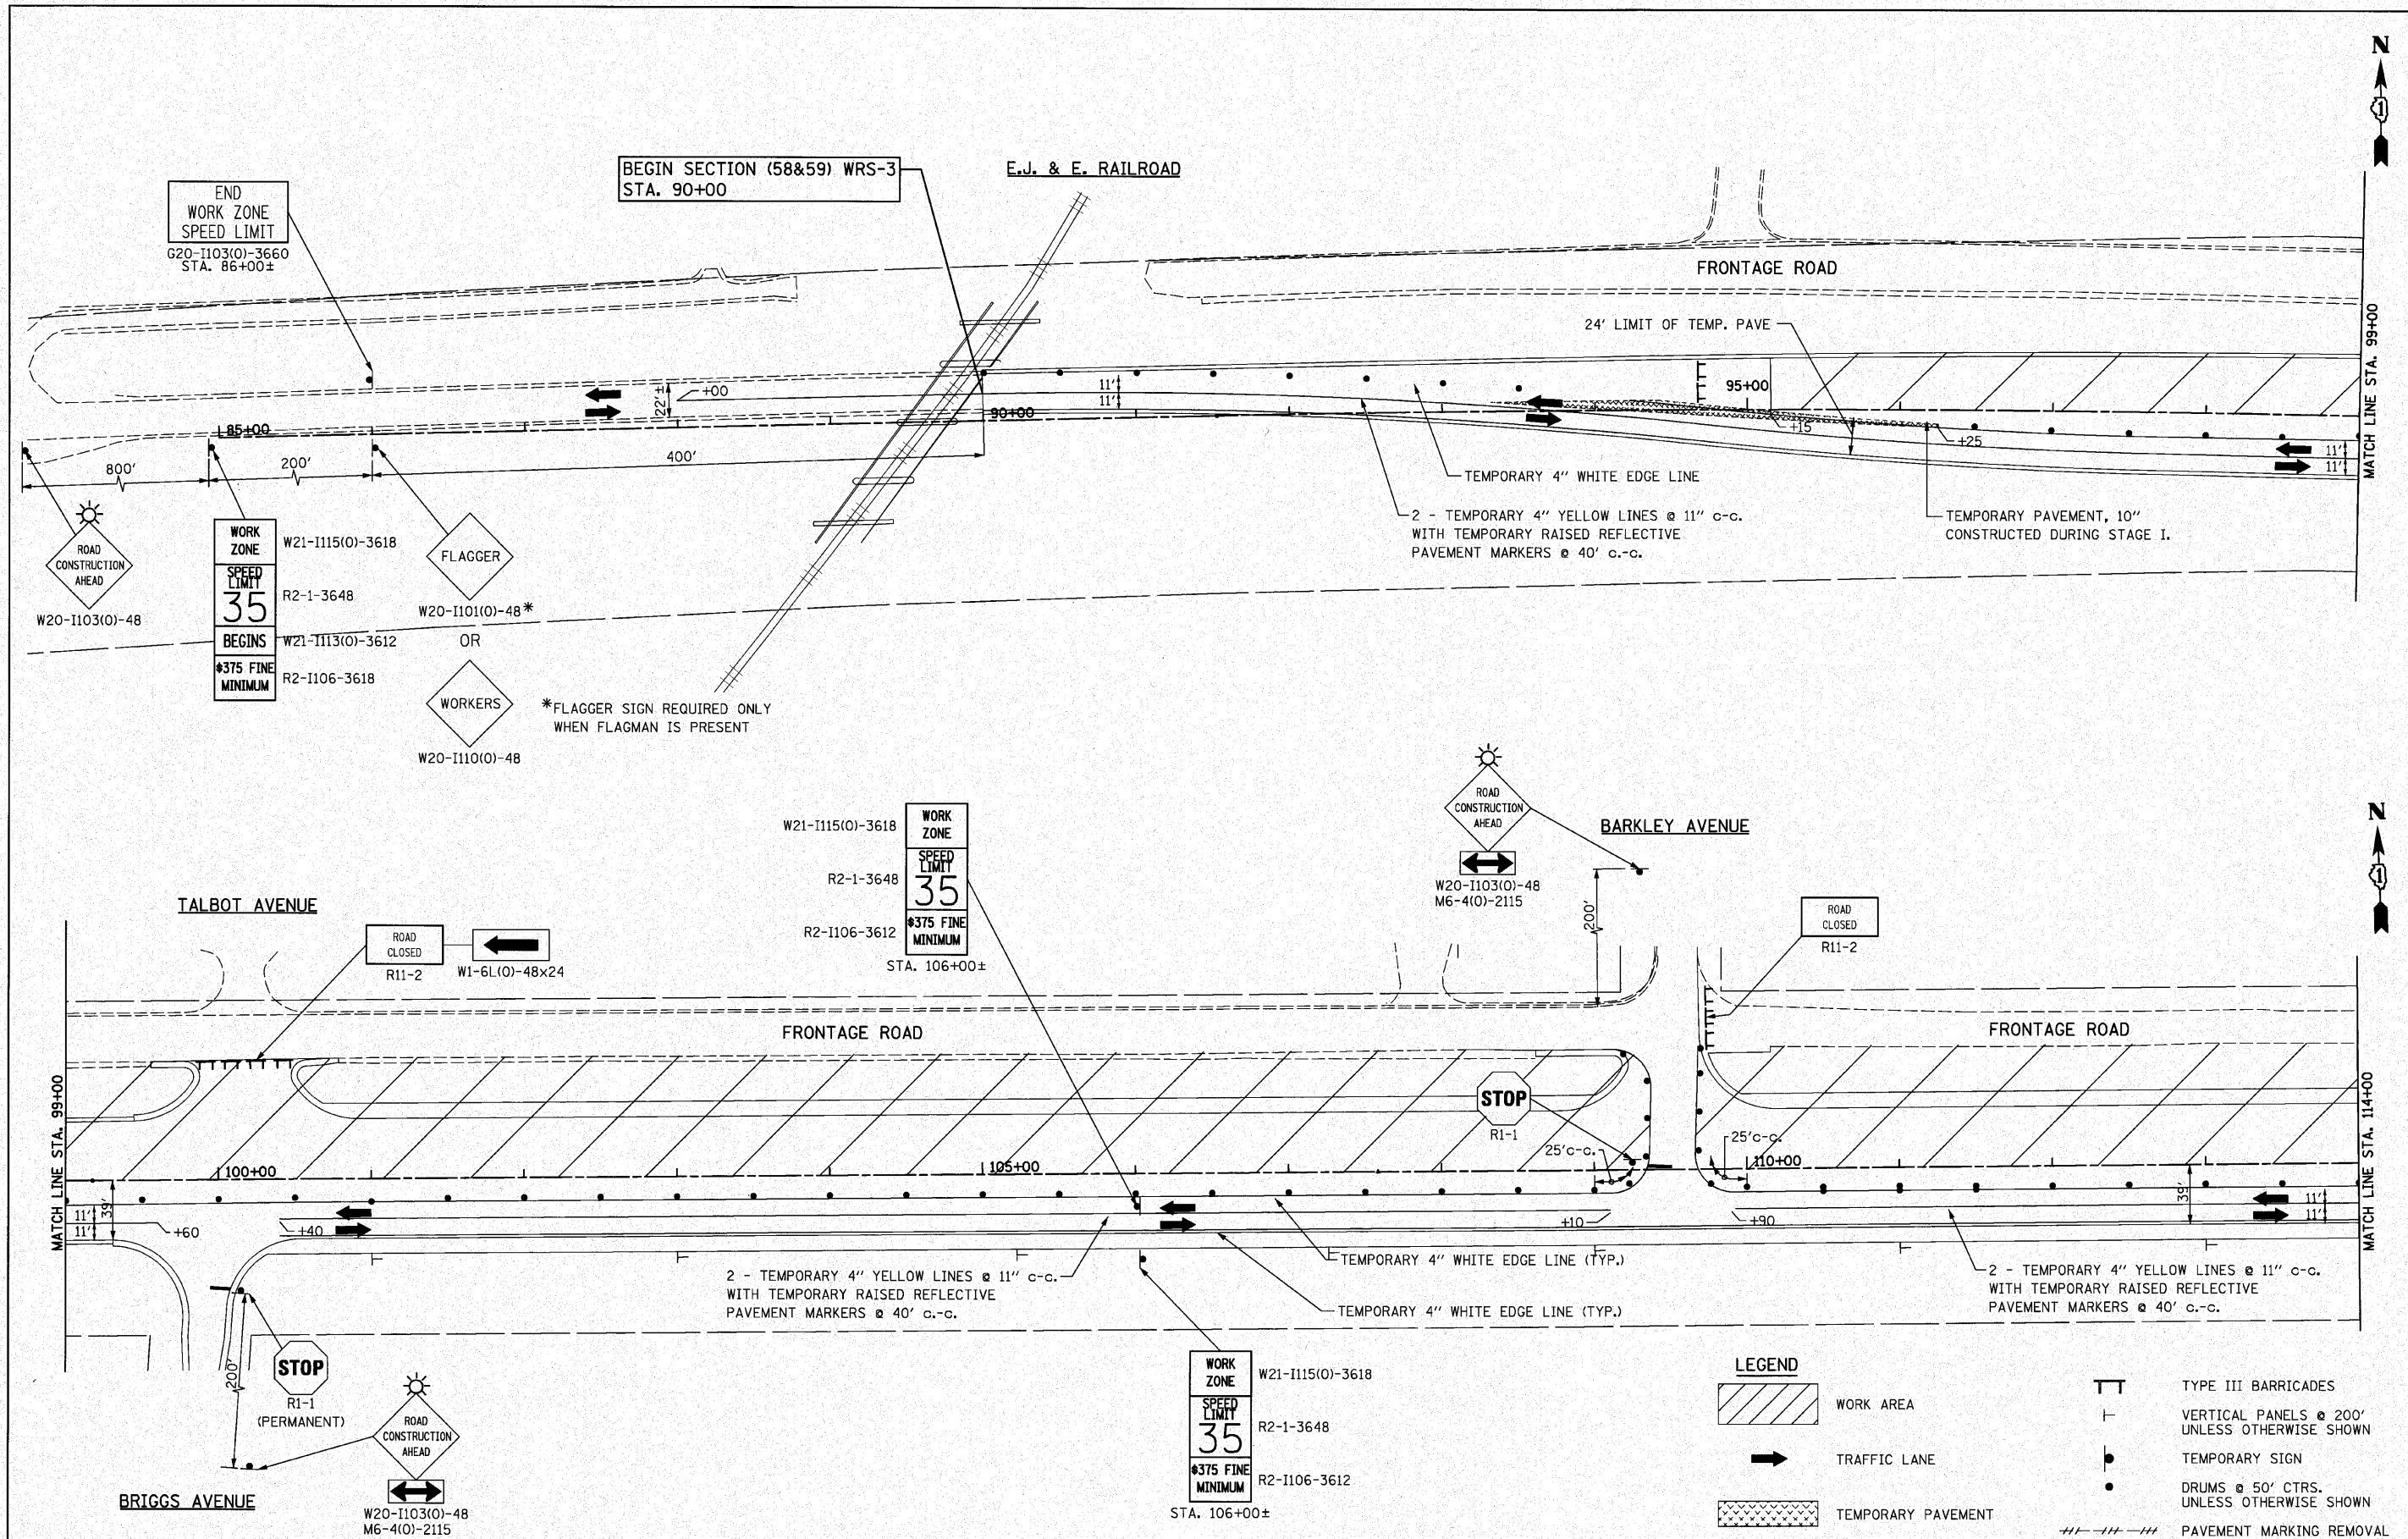 N
1
BEGIN SECTION (58&59) WRS-3
STA. 90+00
E.J. & E. RAILROAD
END
WORK ZONE
SPEED LIMIT
G20-I103(0)-3660
STA. 86+00±
FRONTAGE ROAD
24' LIMIT OF TEMP. PAVE
MATCH LINE STA. 99+00
22'±
+00
11'
11'
90+00
95+00
+15
+25
11'
11'
85+00
800'
200'
400'
TEMPORARY 4" WHITE EDGE LINE
2 - TEMPORARY 4" YELLOW LINES @ 11" c-c.
WITH TEMPORARY RAISED REFLECTIVE
PAVEMENT MARKERS @ 40' c.-c.
TEMPORARY PAVEMENT, 10"
CONSTRUCTED DURING STAGE I.
ROAD
CONSTRUCTION
AHEAD
W20-I103(0)-48
WORK
ZONE
W21-I115(0)-3618
SPEED
LIMIT
35
R2-1-3648
BEGINS
W21-I113(0)-3612
$375 FINE
MINIMUM
R2-I106-3618
FLAGGER
W20-I101(0)-48*
OR
WORKERS
W20-I110(0)-48
*FLAGGER SIGN REQUIRED ONLY
WHEN FLAGMAN IS PRESENT
N
1
W21-I115(0)-3618
WORK
ZONE
R2-1-3648
SPEED
LIMIT
35
R2-I106-3612
$375 FINE
MINIMUM
STA. 106+00±
ROAD
CONSTRUCTION
AHEAD
W20-I103(0)-48
M6-4(0)-2115
BARKLEY AVENUE
200'
ROAD
CLOSED
R11-2
TALBOT AVENUE
ROAD
CLOSED
R11-2
W1-6L(0)-48x24
FRONTAGE ROAD
FRONTAGE ROAD
MATCH LINE STA. 99+00
MATCH LINE STA. 114+00
STOP
R1-1
25'c-c.
25'c-c.
100+00
105+00
110+00
39'
11'
11'
+60
+40
+10
+90
39'
11'
11'
TEMPORARY 4" WHITE EDGE LINE (TYP.)
2 - TEMPORARY 4" YELLOW LINES @ 11" c-c.
WITH TEMPORARY RAISED REFLECTIVE
PAVEMENT MARKERS @ 40' c.-c.
TEMPORARY 4" WHITE EDGE LINE (TYP.)
2 - TEMPORARY 4" YELLOW LINES @ 11" c-c.
WITH TEMPORARY RAISED REFLECTIVE
PAVEMENT MARKERS @ 40' c.-c.
200'
STOP
R1-1
(PERMANENT)
ROAD
CONSTRUCTION
AHEAD
W20-I103(0)-48
M6-4(0)-2115
BRIGGS AVENUE
WORK
ZONE
W21-I115(0)-3618
SPEED
LIMIT
35
R2-1-3648
$375 FINE
MINIMUM
R2-I106-3612
STA. 106+00±
LEGEND
WORK AREA
TRAFFIC LANE
TEMPORARY PAVEMENT
TYPE III BARRICADES
VERTICAL PANELS @ 200'
UNLESS OTHERWISE SHOWN
TEMPORARY SIGN
DRUMS @ 50' CTRS.
UNLESS OTHERWISE SHOWN
PAVEMENT MARKING REMOVAL